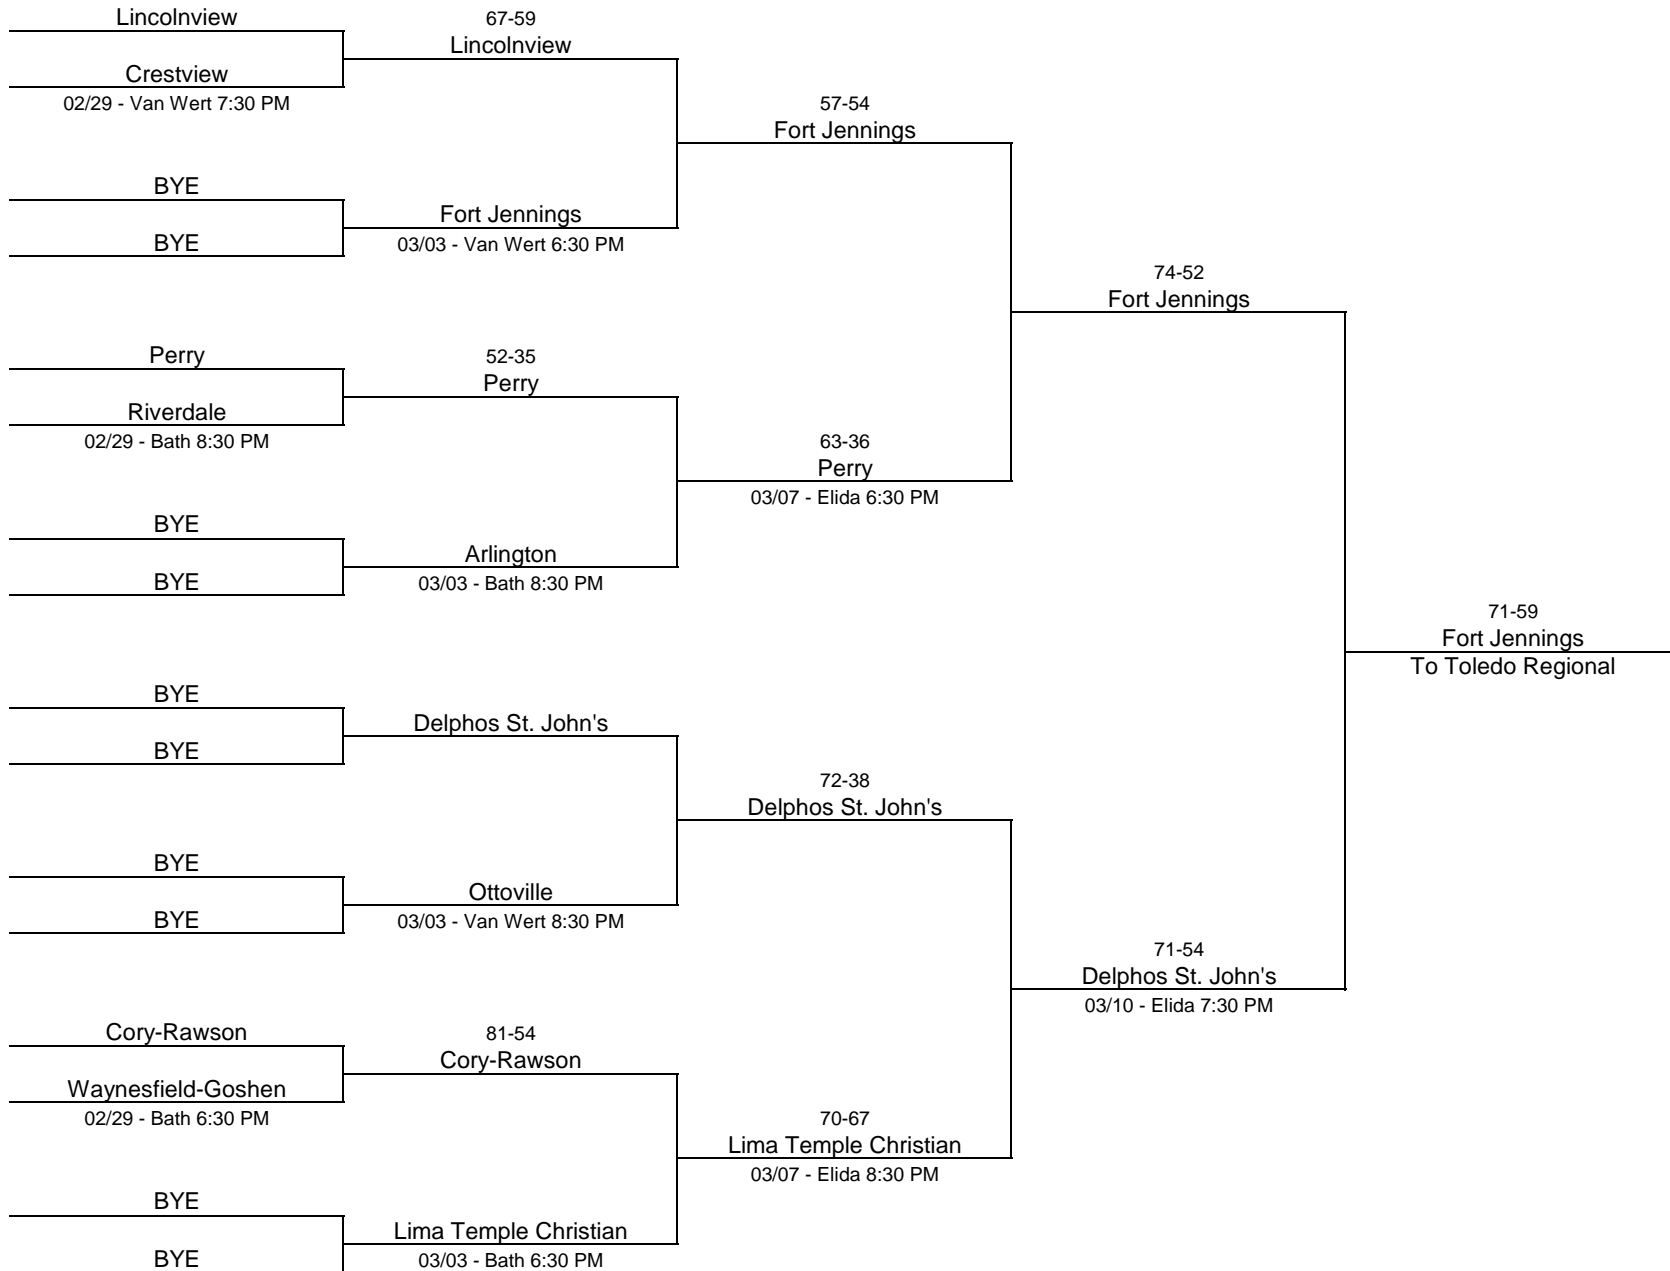 Lincolnview
67-59
Lincolnview
Crestview
02/29 - Van Wert 7:30 PM
57-54
Fort Jennings
BYE
Fort Jennings
BYE
03/03 - Van Wert 6:30 PM
74-52
Fort Jennings
Perry
52-35
Perry
Riverdale
02/29 - Bath 8:30 PM
63-36
Perry
03/07 - Elida 6:30 PM
BYE
Arlington
BYE
03/03 - Bath 8:30 PM
71-59
Fort Jennings
To Toledo Regional
BYE
Delphos St. John's
BYE
72-38
Delphos St. John's
BYE
Ottoville
BYE
03/03 - Van Wert 8:30 PM
71-54
Delphos St. John's
03/10 - Elida 7:30 PM
Cory-Rawson
81-54
Cory-Rawson
Waynesfield-Goshen
02/29 - Bath 6:30 PM
70-67
Lima Temple Christian
03/07 - Elida 8:30 PM
BYE
Lima Temple Christian
BYE
03/03 - Bath 6:30 PM